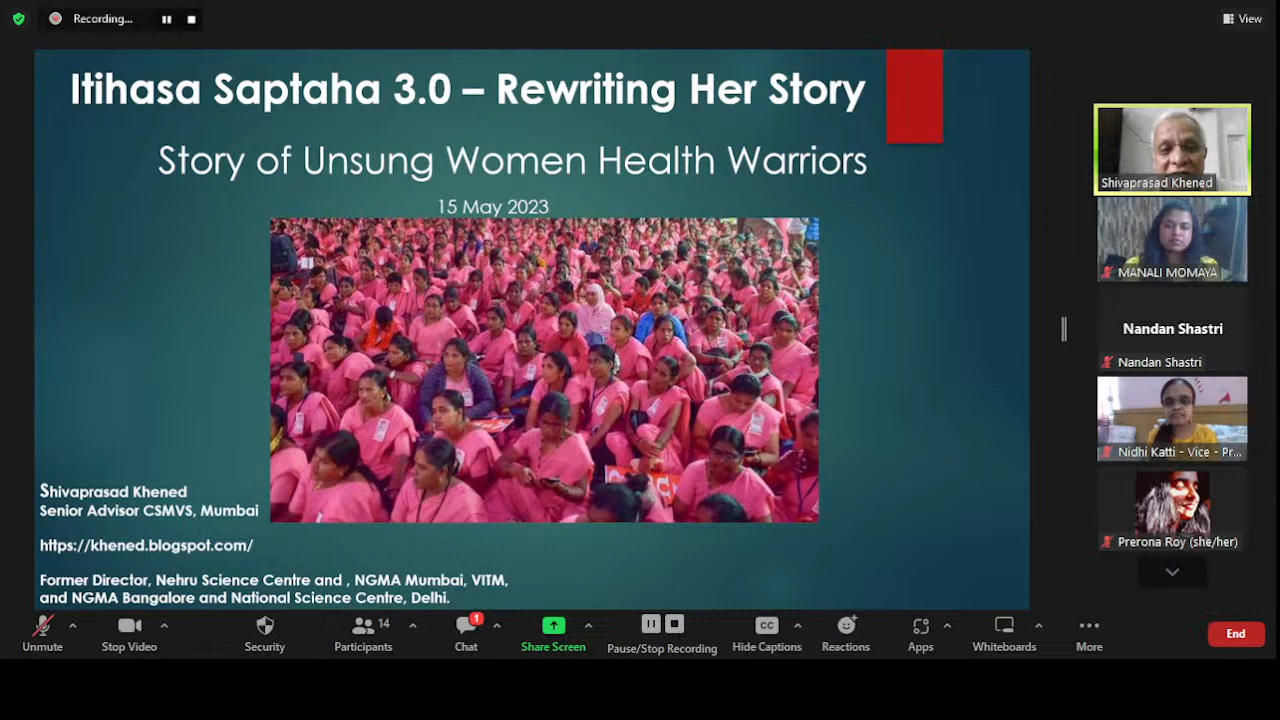 Recording...
View
Itihasa Saptaha 3.0 – Rewriting Her Story
Story of Unsung Women Health Warriors
15 May 2023
Shivaprasad Khened
Senior Advisor CSMVS, Mumbai
https://khened.blogspot.com/
Former Director, Nehru Science Centre and , NGMA Mumbai, VITM,
and NGMA Bangalore and National Science Centre, Delhi.
Shivaprasad Khened
MANALI MOMAYA
Nandan Shastri
Nandan Shastri
Nidhi Katti - Vice - Pr...
Prerona Roy (she/her)
Unmute
Stop Video
Security
14
Participants
1
Chat
Share Screen
Pause/Stop Recording
CC
Hide Captions
Reactions
Apps
Whiteboards
More
End